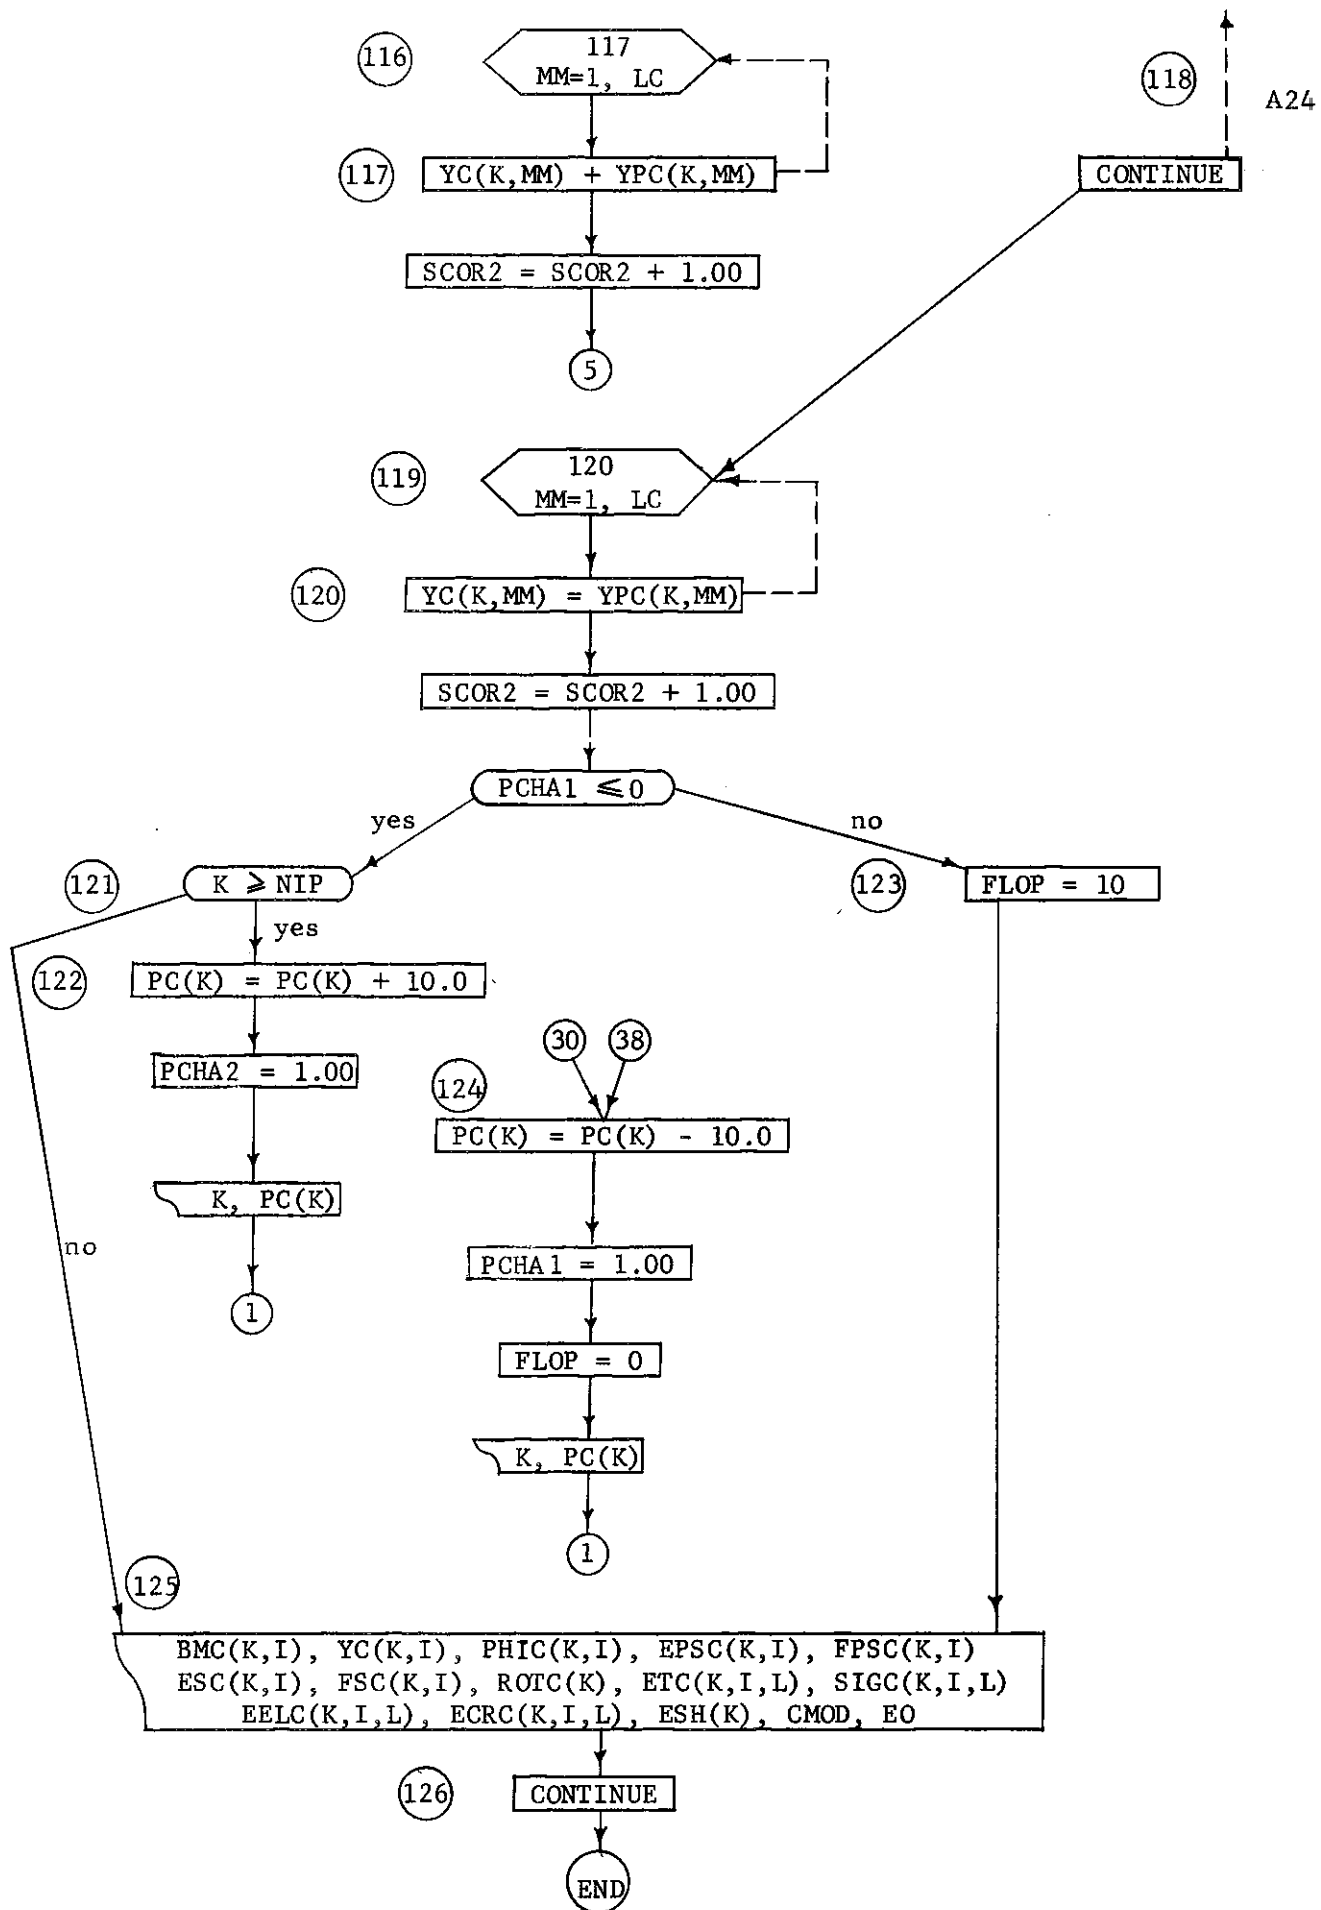 116
117
MM=1, LC
118
A24
117
YC(K,MM) + YPC(K,MM)
CONTINUE
SCOR2 = SCOR2 + 1.00
5
119
120
MM=1, LC
120
YC(K,MM) = YPC(K,MM)
SCOR2 = SCOR2 + 1.00
PCHA1 ⩽ 0
yes
no
121
K ⩾ NIP
123
FLOP = 10
yes
122
PC(K) = PC(K) + 10.0
30
38
PCHA2 = 1.00
124
PC(K) = PC(K) - 10.0
K, PC(K)
no
PCHA1 = 1.00
1
FLOP = 0
K, PC(K)
1
125
BMC(K,I), YC(K,I), PHIC(K,I), EPSC(K,I), FPSC(K,I)
ESC(K,I), FSC(K,I), ROTC(K), ETC(K,I,L), SIGC(K,I,L)
EELC(K,I,L), ECRC(K,I,L), ESH(K), CMOD, EO
126
CONTINUE
END